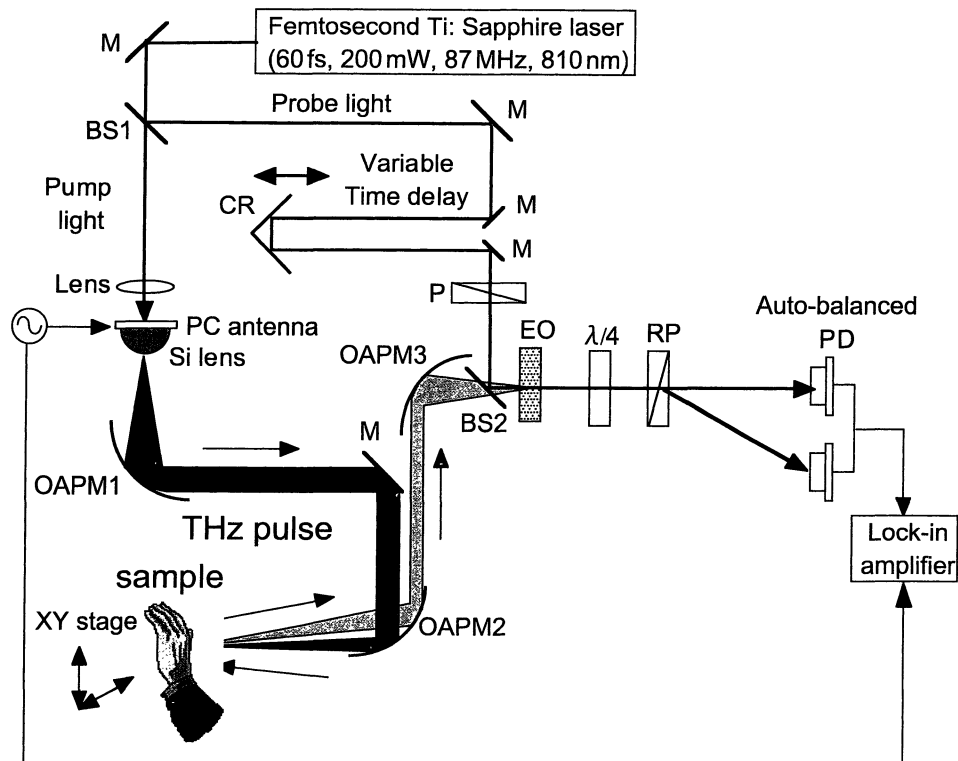 Femtosecond Ti: Sapphire laser
(60 fs, 200 mW, 87 MHz, 810 nm)
M
Probe light
M
BS1
Variable
Time delay
Pump
light
CR
M
M
Lens
P
PC antenna
Si lens
EO
λ/4
RP
Auto-balanced
PD
OAPM3
BS2
M
OAPM1
THz pulse
Lock-in
amplifier
sample
XY stage
OAPM2